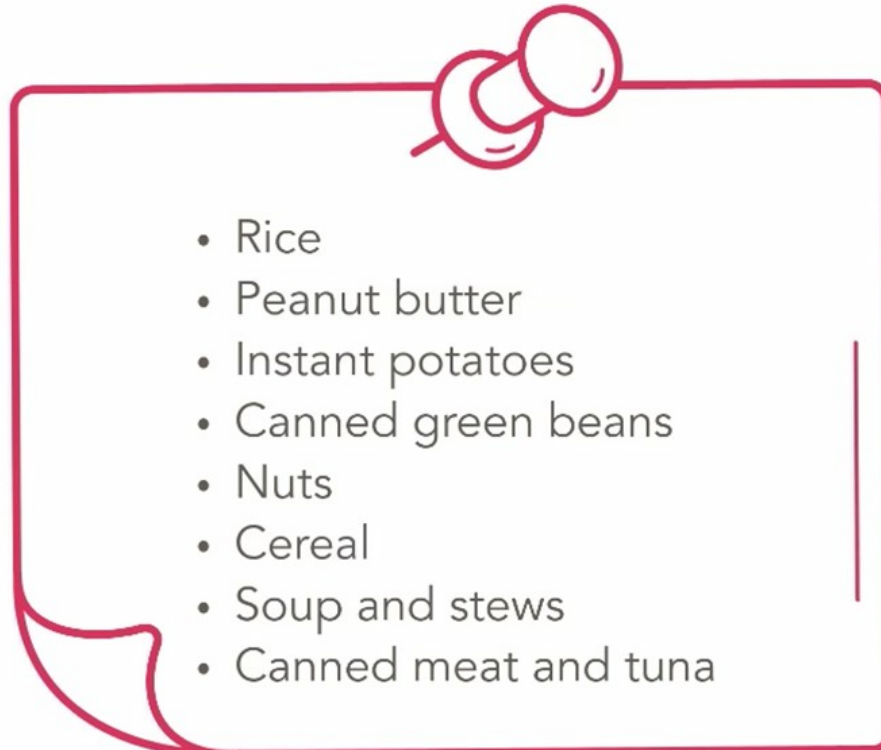 • Rice
• Peanut butter
• Instant potatoes
• Canned green beans
• Nuts
• Cereal
• Soup and stews
• Canned meat and tuna